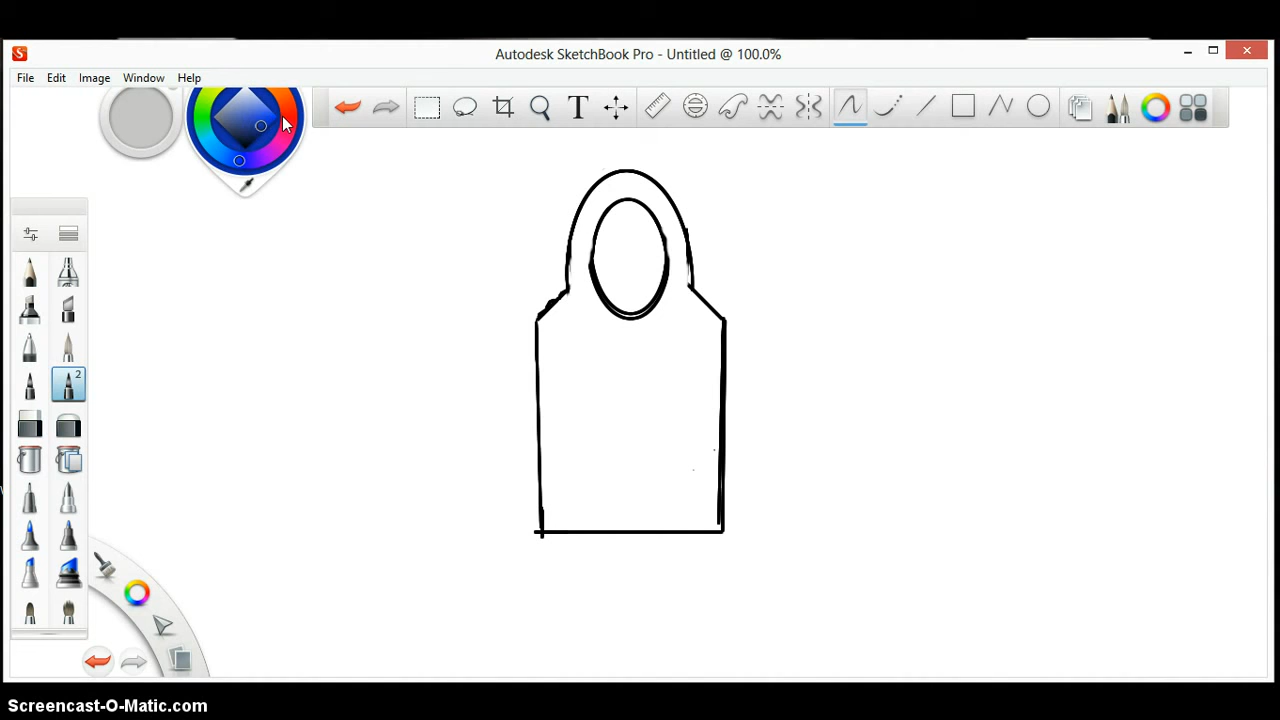 Autodesk SketchBook Pro - Untitled @ 100.0%
File Edit Image Window Help
T
2
Screencast-O-Matic.com